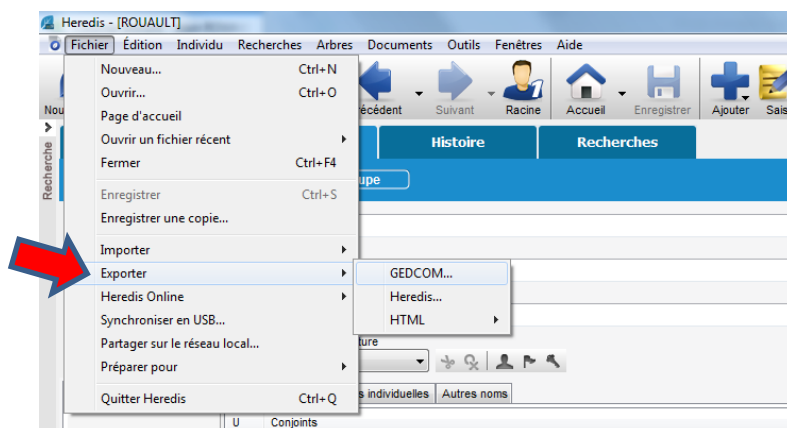 Heredis - [ROUAULT]
Fichier Édition Individu Recherches Arbres Documents Outils Fenêtres Aide
Nouveau... Ctrl+N
Ouvrir... Ctrl+O
Page d'accueil
Ouvrir un fichier récent
Fermer Ctrl+F4
Enregistrer Ctrl+S
Enregistrer une copie...
Importer
Exporter
Heredis Online
Synchroniser en USB...
Partager sur le réseau local...
Préparer pour
Quitter Heredis Ctrl+Q
GEDCOM...
Heredis...
HTML
Nou
écédent Suivant Racine Accueil Enregistrer Ajouter Sais
Histoire Recherches
Recherche
upe
ture
s individuelles Autres noms
U Conjoints